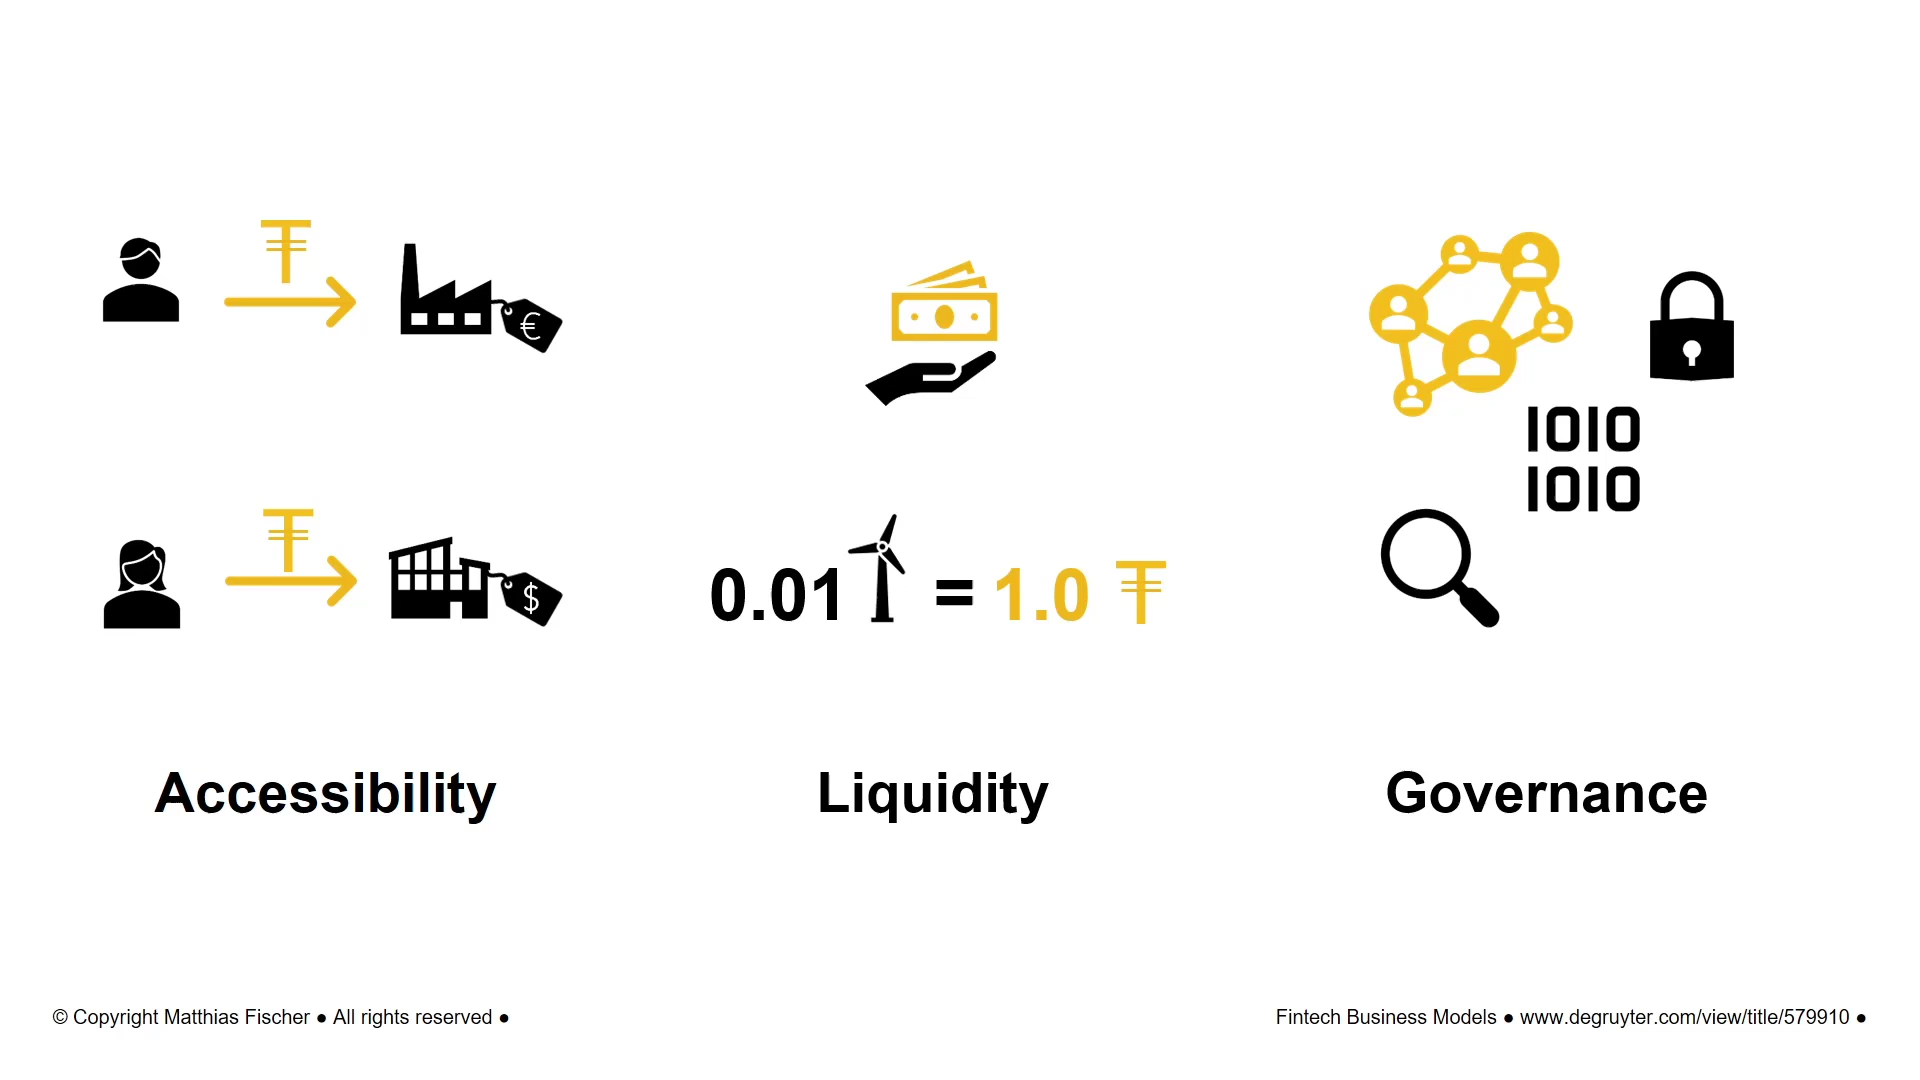 €
$
1010
1010
0.01 = 1.0 ₮
Accessibility
Liquidity
Governance
© Copyright Matthias Fischer ● All rights reserved ●
Fintech Business Models ● www.degruyter.com/view/title/579910 ●